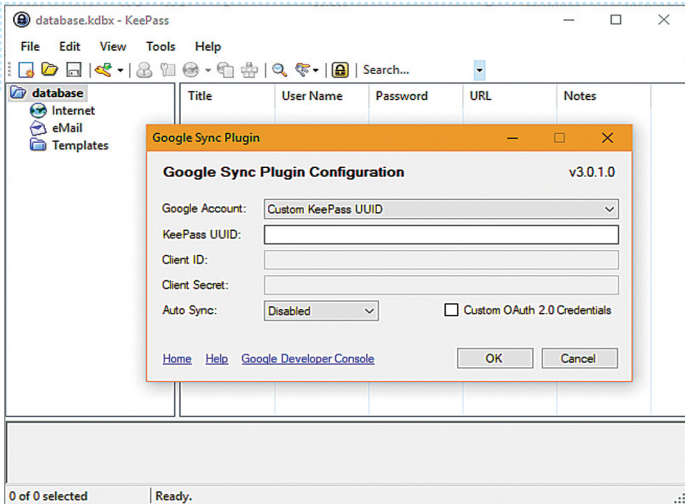 database.kdbx - KeePass
File Edit View Tools Help
Search...
database
Internet
eMail
Templates
Title User Name Password URL Notes
Google Sync Plugin
Google Sync Plugin Configuration v3.0.1.0
Google Account: Custom KeePass UUID
KeePass UUID:
Client ID:
Client Secret:
Auto Sync: Disabled Custom OAuth 2.0 Credentials
Home Help Google Developer Console OK Cancel
0 of 0 selected Ready.